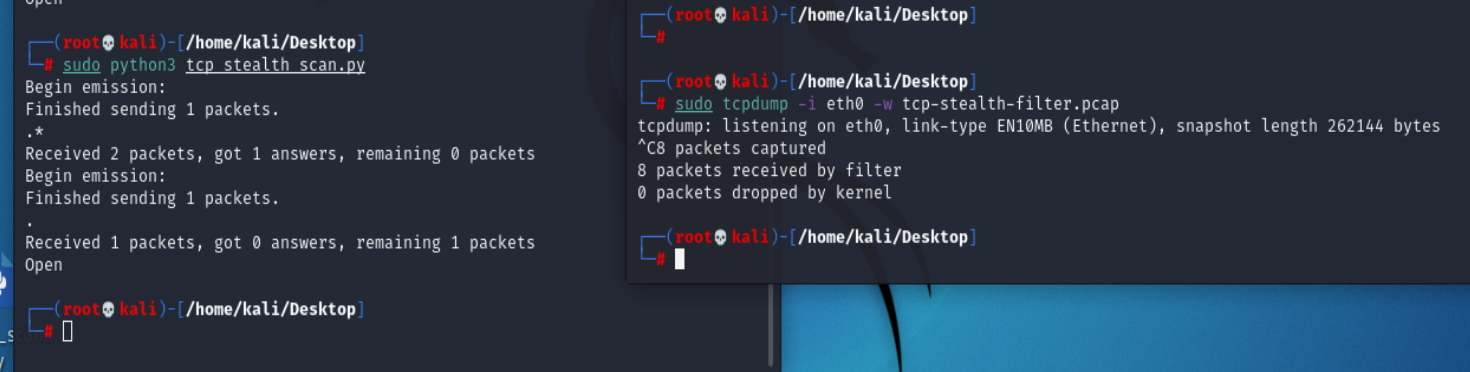 Open
┌──(root💀kali)-[/home/kali/Desktop]
└─# sudo python3 tcp_stealth_scan.py
Begin emission:
Finished sending 1 packets.
.*
Received 2 packets, got 1 answers, remaining 0 packets
Begin emission:
Finished sending 1 packets.
.
Received 1 packets, got 0 answers, remaining 1 packets
Open
┌──(root💀kali)-[/home/kali/Desktop]
└─#
┌──(root💀kali)-[/home/kali/Desktop]
└─#
┌──(root💀kali)-[/home/kali/Desktop]
└─# sudo tcpdump -i eth0 -w tcp-stealth-filter.pcap
tcpdump: listening on eth0, link-type EN10MB (Ethernet), snapshot length 262144 bytes
^C8 packets captured
8 packets received by filter
0 packets dropped by kernel
┌──(root💀kali)-[/home/kali/Desktop]
└─#